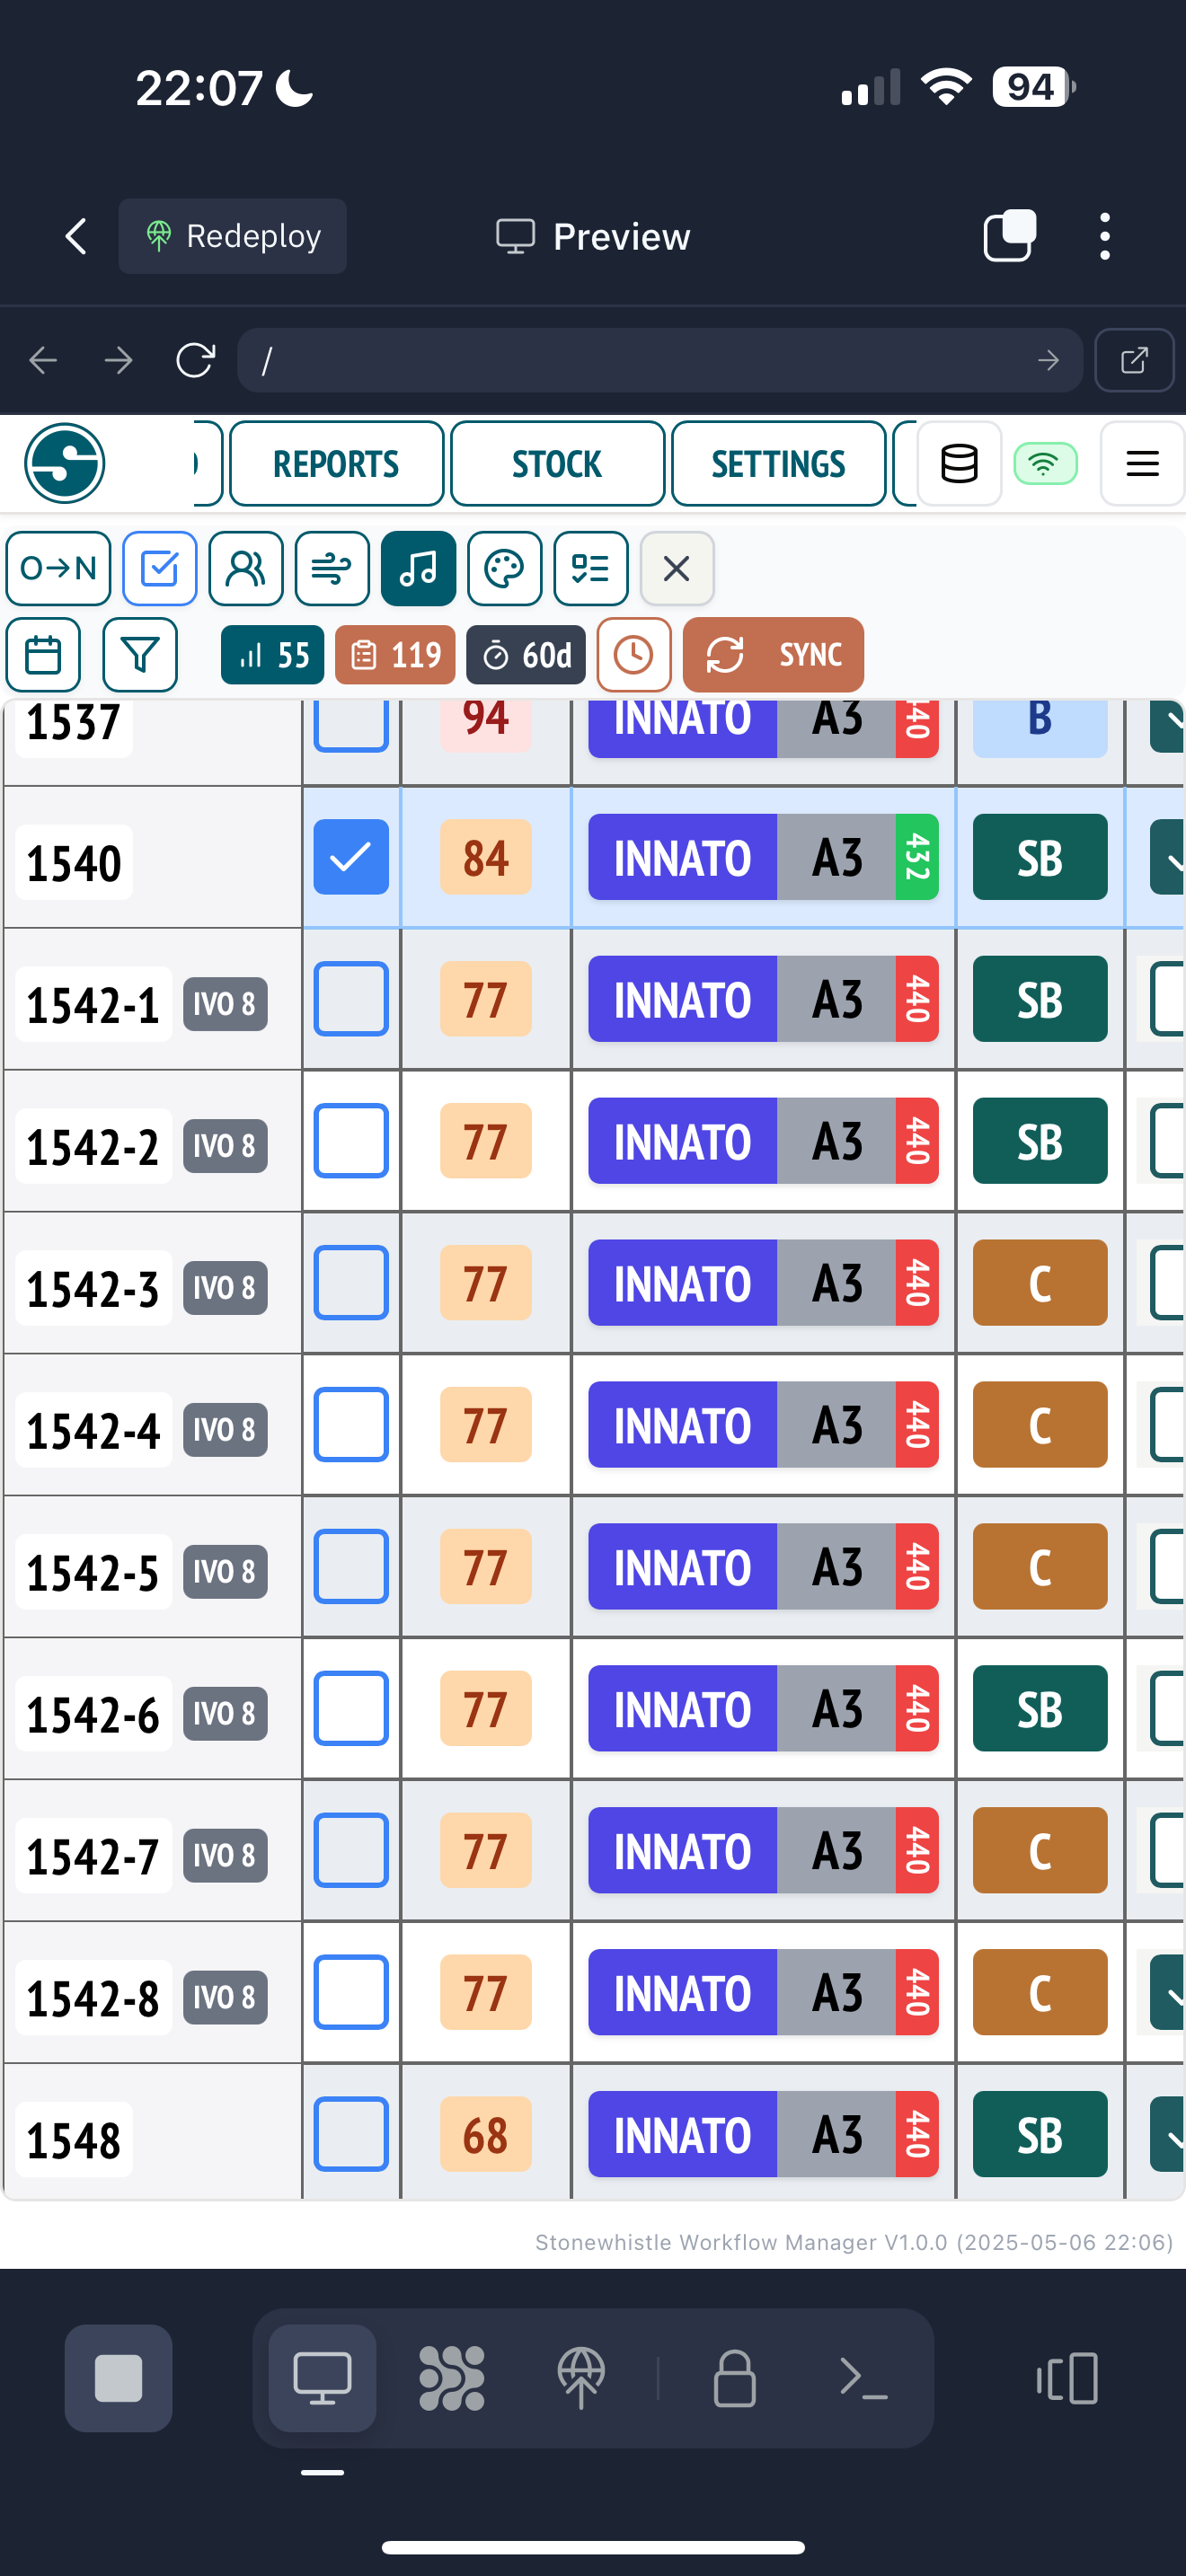 22:07
94
Redeploy
Preview
/
REPORTS
STOCK
SETTINGS
O→N
55
119
60d
SYNC
1537
94
INNATO
A3
B
1540
84
INNATO
A3
432
SB
1542-1
IVO 8
77
INNATO
A3
440
SB
1542-2
IVO 8
77
INNATO
A3
440
SB
1542-3
IVO 8
77
INNATO
A3
440
C
1542-4
IVO 8
77
INNATO
A3
440
C
1542-5
IVO 8
77
INNATO
A3
440
C
1542-6
IVO 8
77
INNATO
A3
440
SB
1542-7
IVO 8
77
INNATO
A3
440
C
1542-8
IVO 8
77
INNATO
A3
440
C
1548
68
INNATO
A3
440
SB
Stonewhistle Workflow Manager V1.0.0 (2025-05-06 22:06)